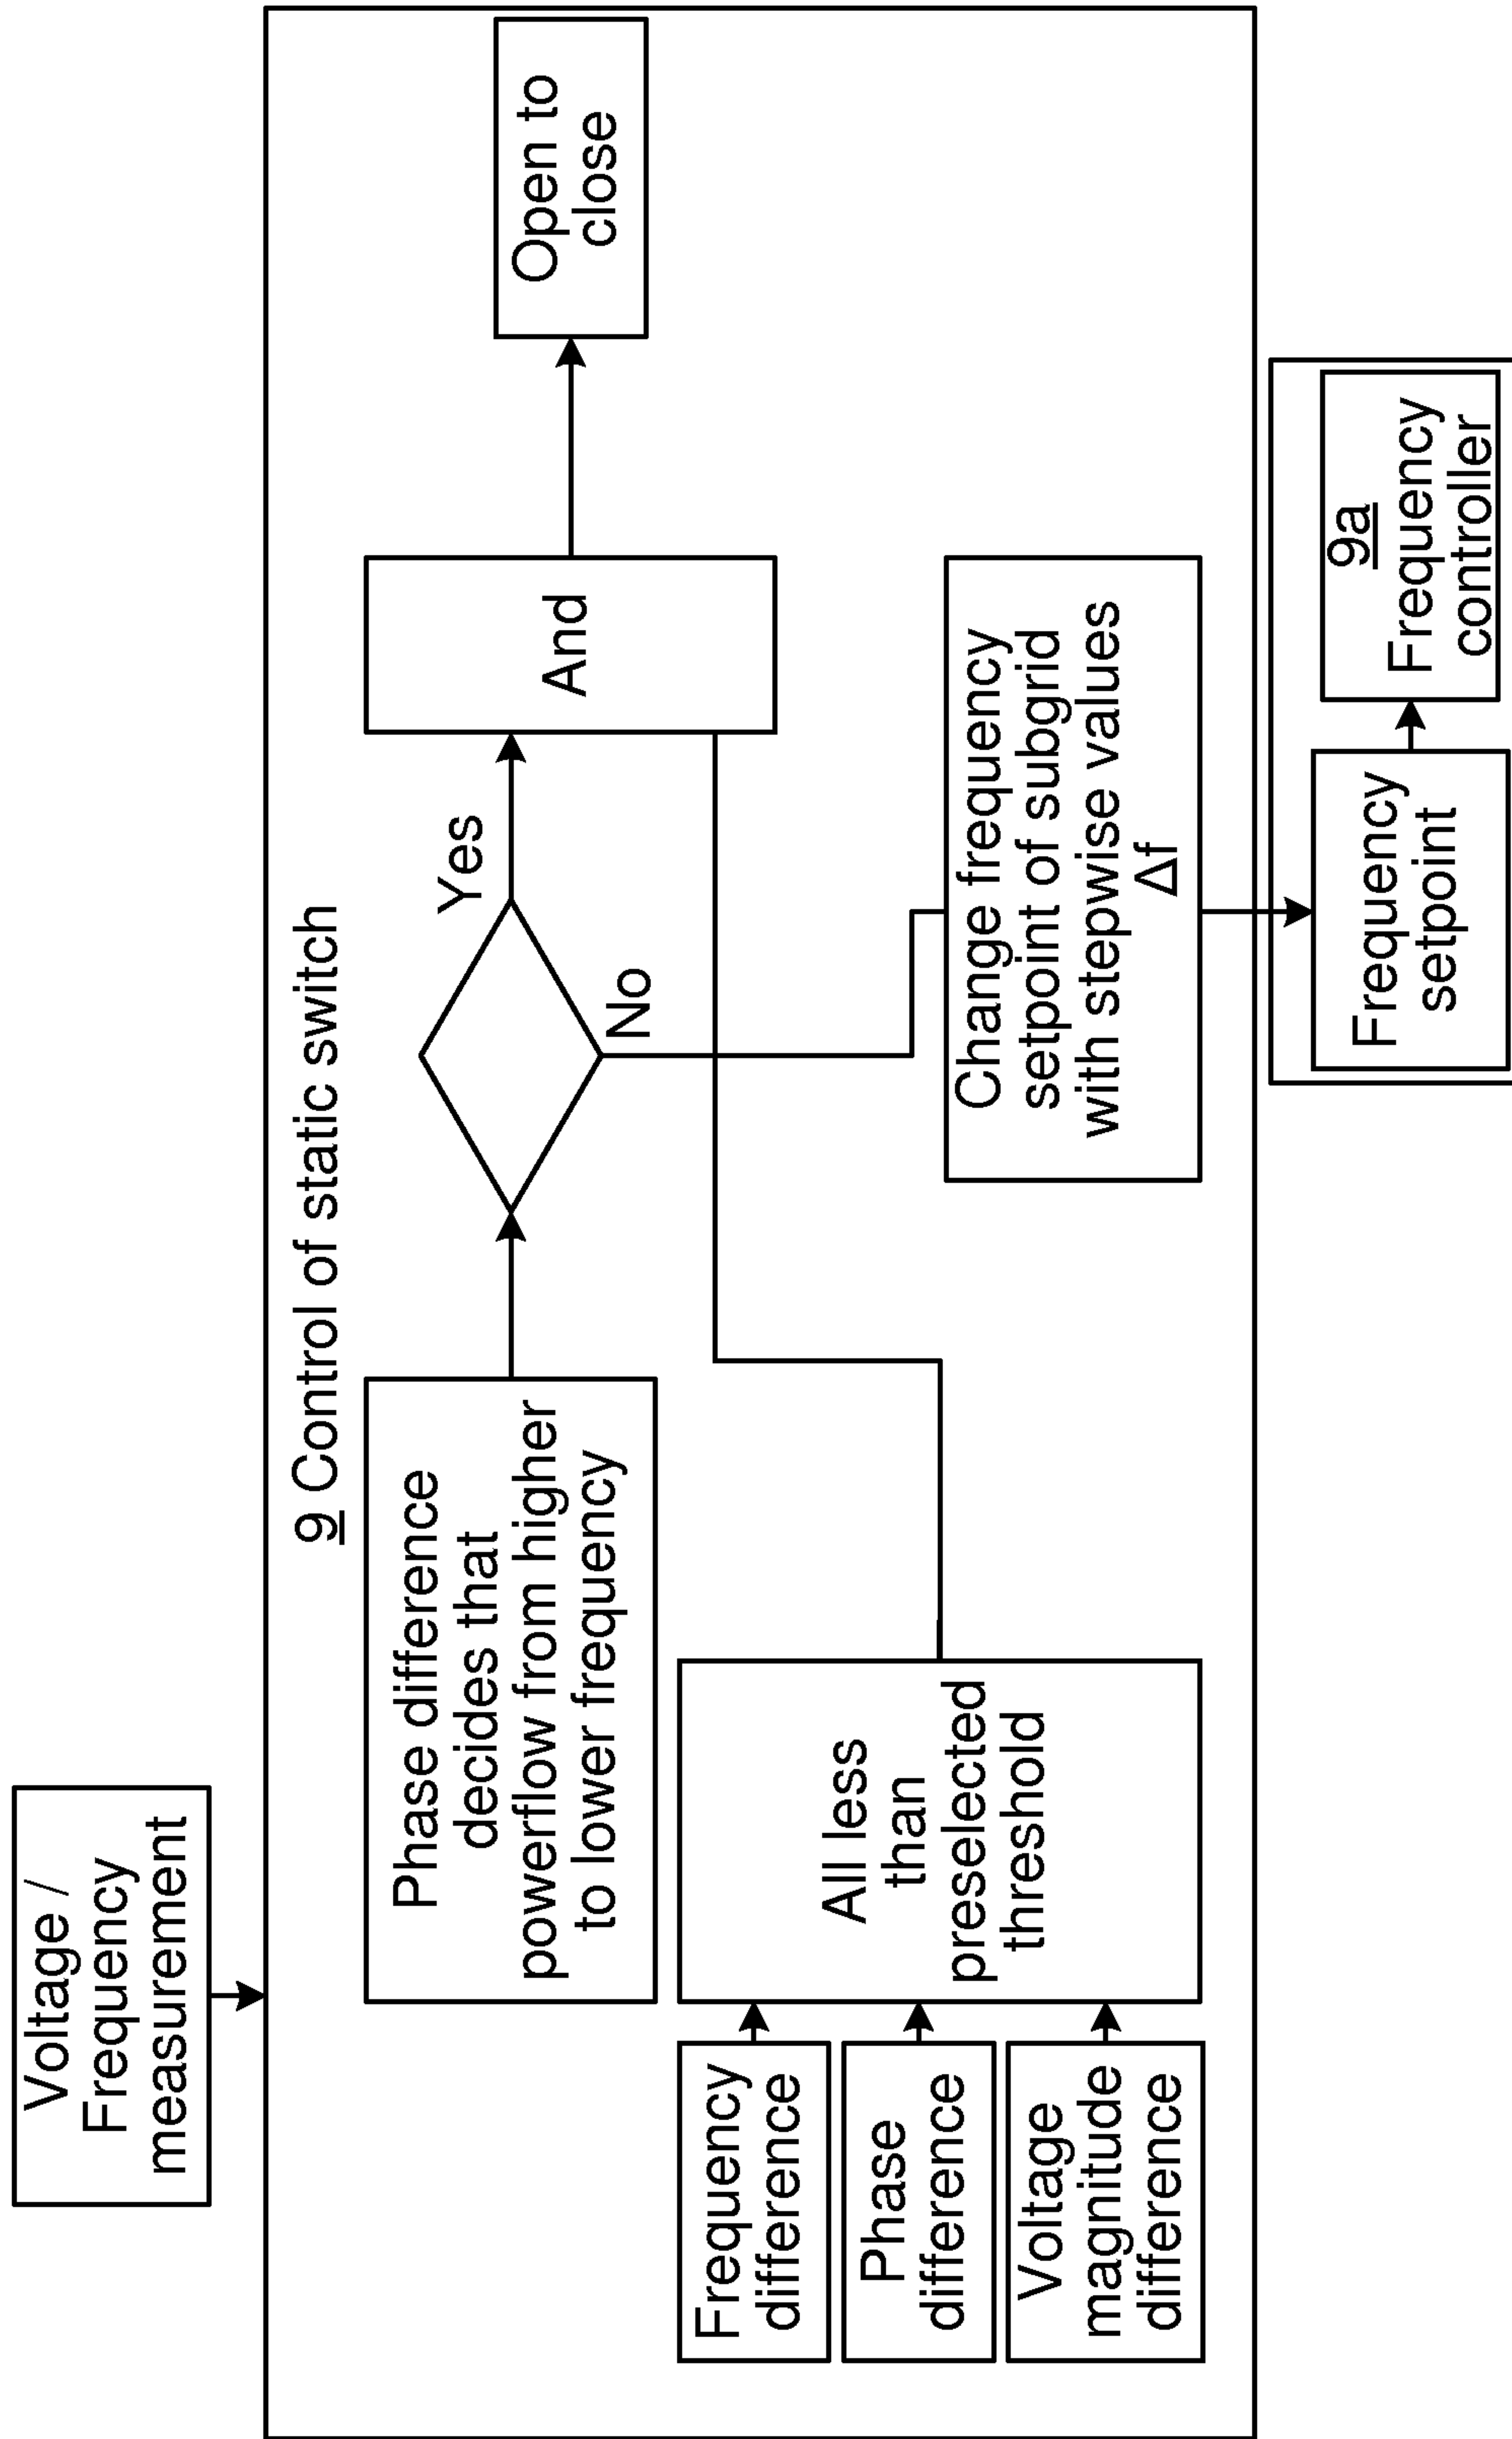 Voltage /
Frequency
measurement
9 Control of static switch
Phase difference
decides that
powerflow from higher
to lower frequency
Yes
No
And
Open to
close
Frequency
difference
Phase
difference
Voltage
magnitude
difference
All less
than
preselected
threshold
Change frequency
setpoint of subgrid
with stepwise values
Δf
Frequency
setpoint
9a
Frequency
controller